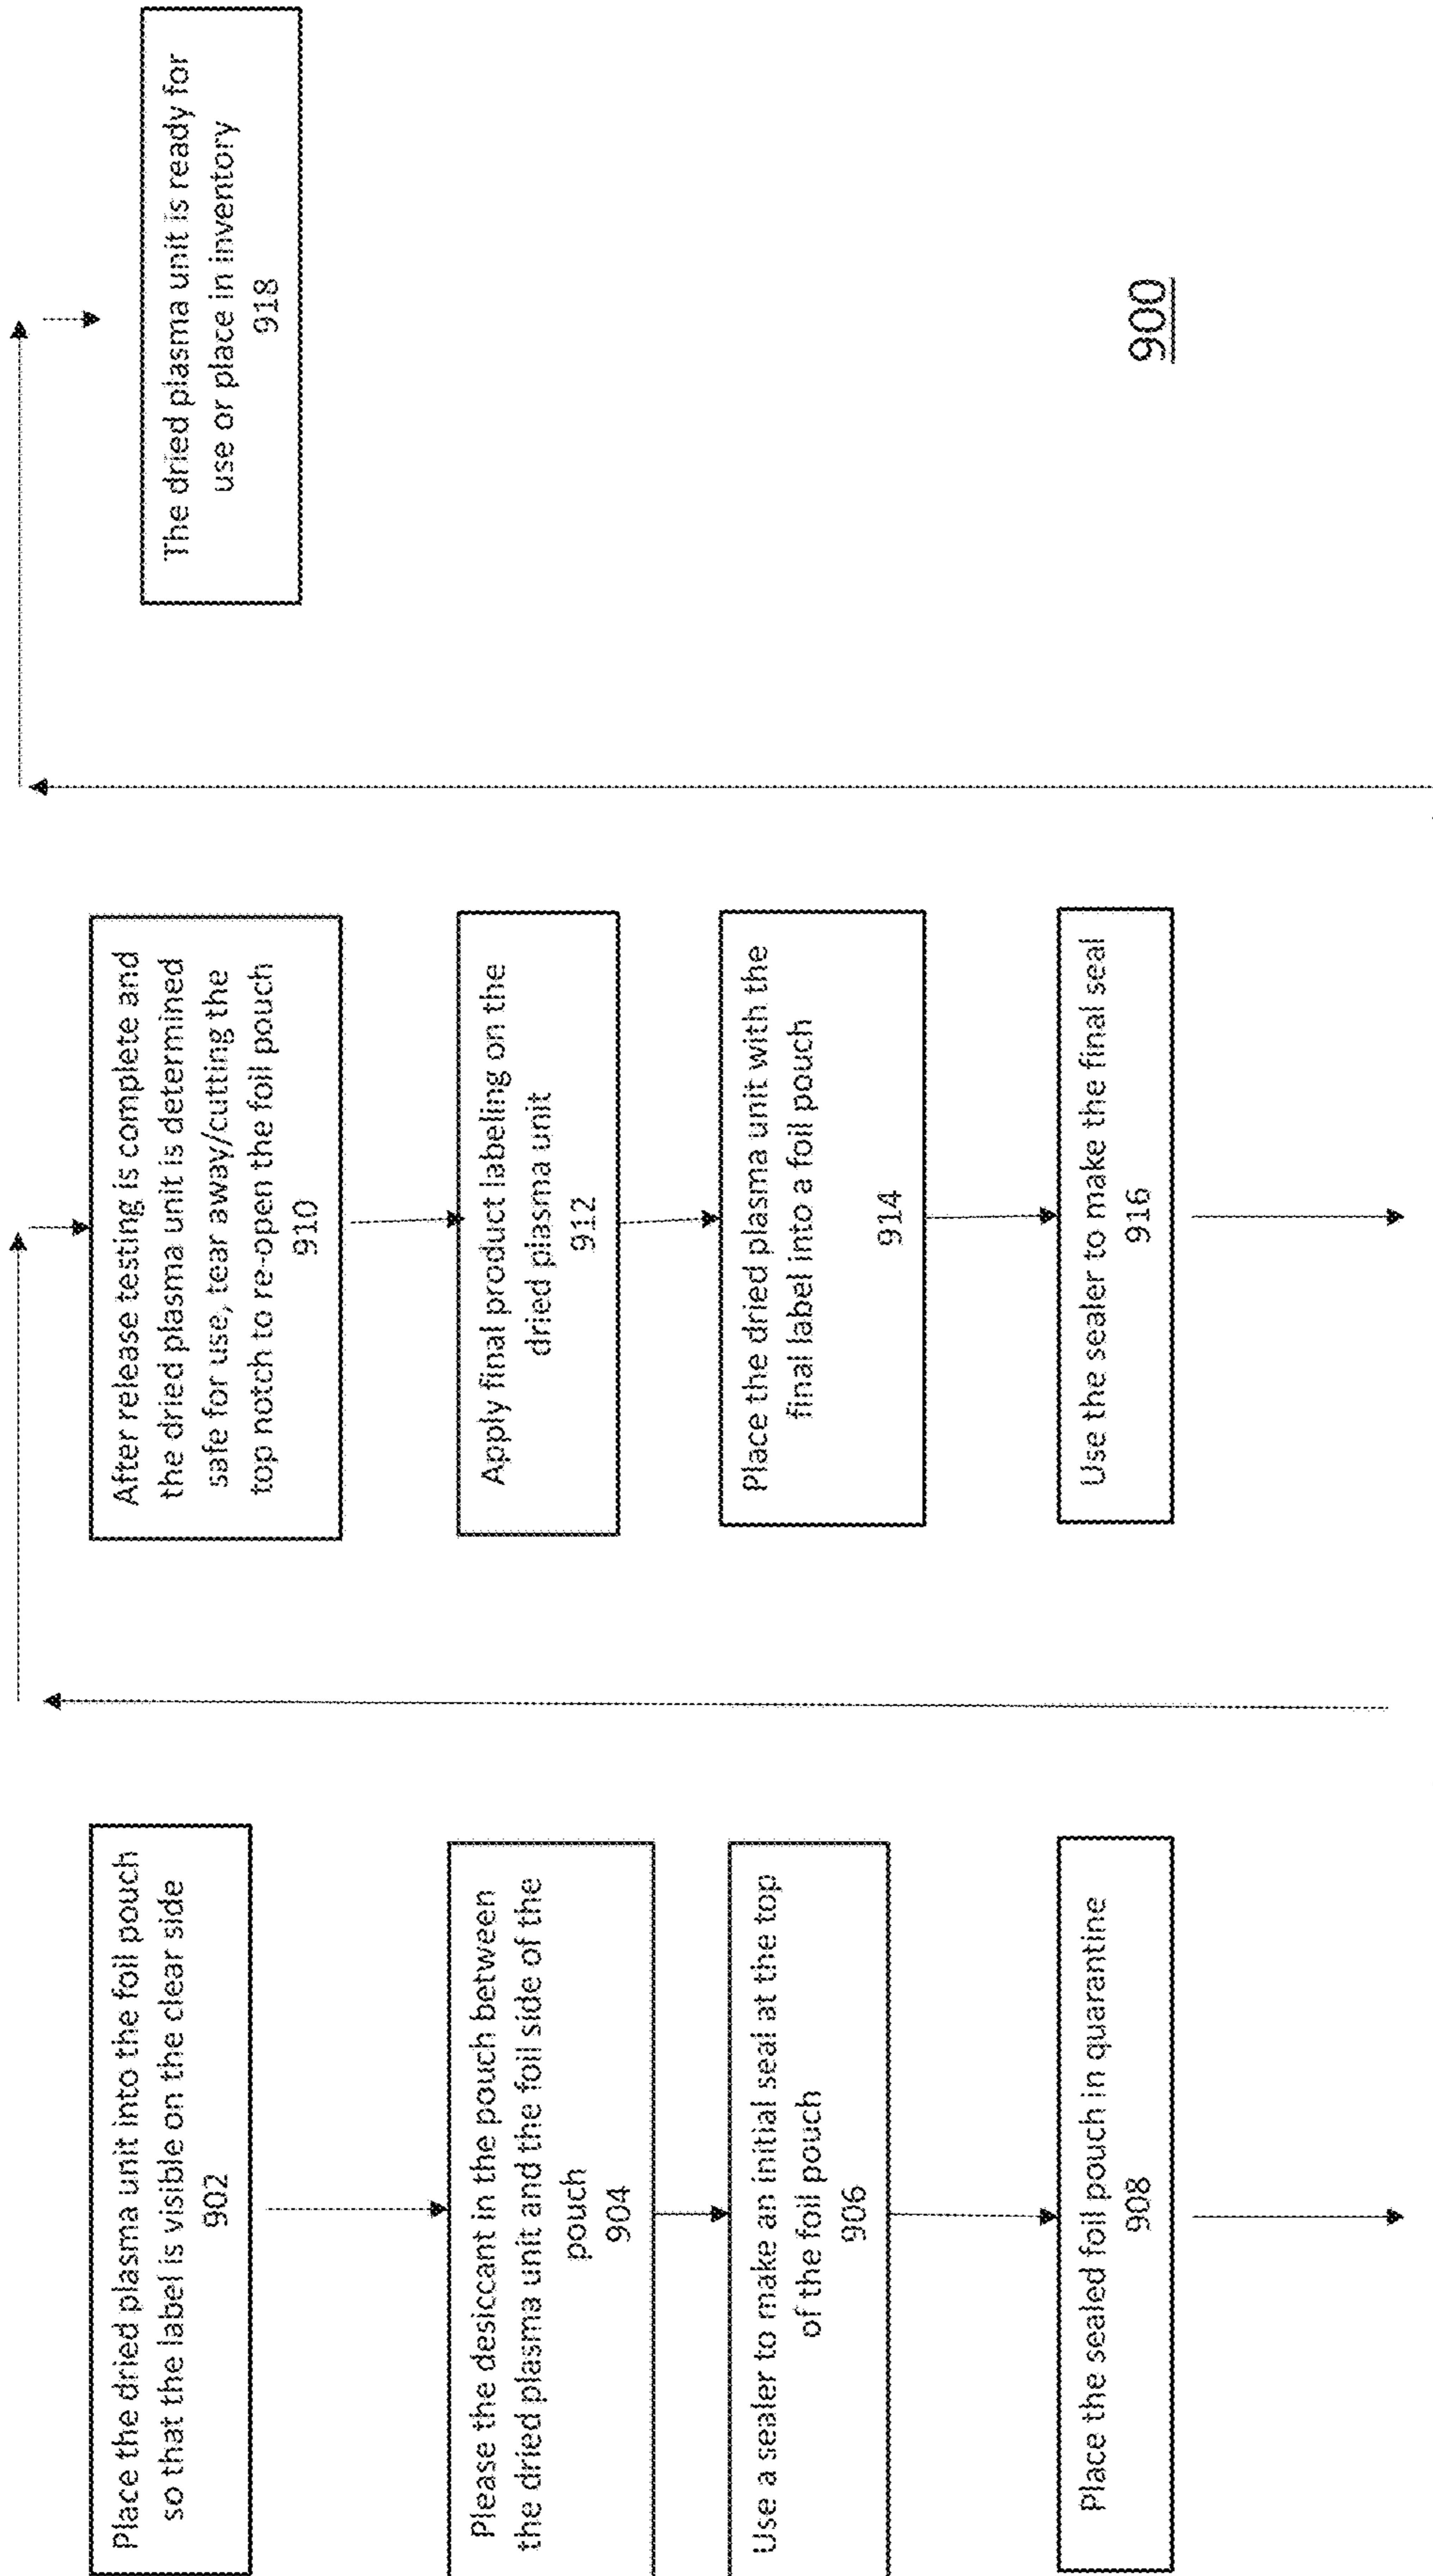 Place the dried plasma unit into the foil pouch
so that the label is visible on the clear side
902
Please the desiccant in the pouch between
the dried plasma unit and the foil side of the
pouch
904
Use a sealer to make an initial seal at the top
of the foil pouch
906
Place the sealed foil pouch in quarantine
908
After release testing is complete and
the dried plasma unit is determined
safe for use, tear away/cutting the
top notch to re-open the foil pouch
910
Apply final product labeling on the
dried plasma unit
912
Place the dried plasma unit with the
final label into a foil pouch
914
Use the sealer to make the final seal
916
The dried plasma unit is ready for
use or place in inventory
918
900